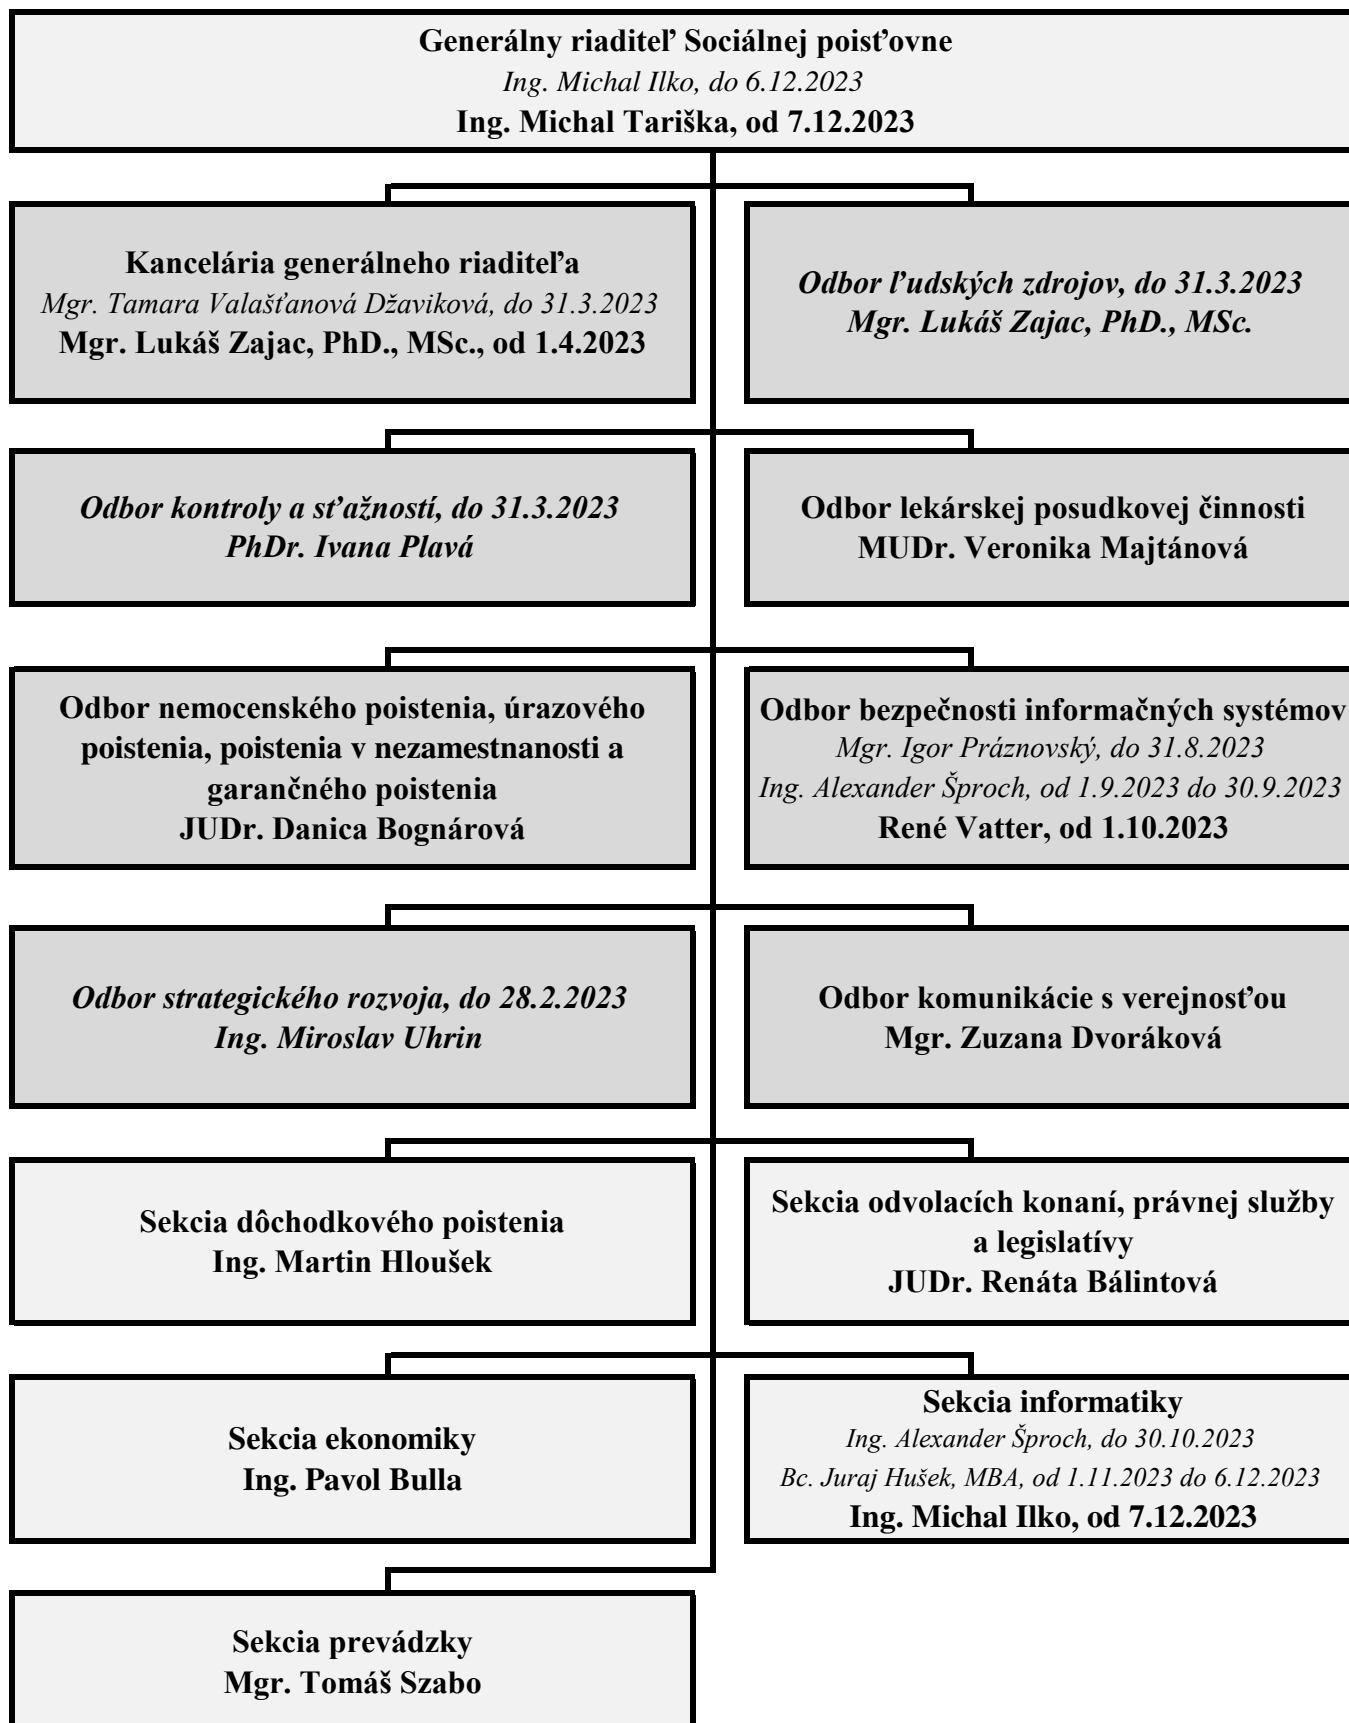 Generálny riaditeľ Sociálnej poisťovne
Ing. Michal Ilko, do 6.12.2023
Ing. Michal Tariška, od 7.12.2023
Kancelária generálneho riaditeľa
Mgr. Tamara Valašťanová Džaviková, do 31.3.2023
Mgr. Lukáš Zajac, PhD., MSc., od 1.4.2023
Odbor ľudských zdrojov, do 31.3.2023
Mgr. Lukáš Zajac, PhD., MSc.
Odbor kontroly a sťažností, do 31.3.2023
PhDr. Ivana Plavá
Odbor lekárskej posudkovej činnosti
MUDr. Veronika Majtánová
Odbor nemocenského poistenia, úrazového
poistenia, poistenia v nezamestnanosti a
garančného poistenia
JUDr. Danica Bognárová
Odbor bezpečnosti informačných systémov
Mgr. Igor Práznovský, do 31.8.2023
Ing. Alexander Šproch, od 1.9.2023 do 30.9.2023
René Vatter, od 1.10.2023
Odbor strategického rozvoja, do 28.2.2023
Ing. Miroslav Uhrin
Odbor komunikácie s verejnosťou
Mgr. Zuzana Dvoráková
Sekcia dôchodkového poistenia
Ing. Martin Hloušek
Sekcia odvolacích konaní, právnej služby
a legislatívy
JUDr. Renáta Bálintová
Sekcia ekonomiky
Ing. Pavol Bulla
Sekcia informatiky
Ing. Alexander Šproch, do 30.10.2023
Bc. Juraj Hušek, MBA, od 1.11.2023 do 6.12.2023
Ing. Michal Ilko, od 7.12.2023
Sekcia prevádzky
Mgr. Tomáš Szabo